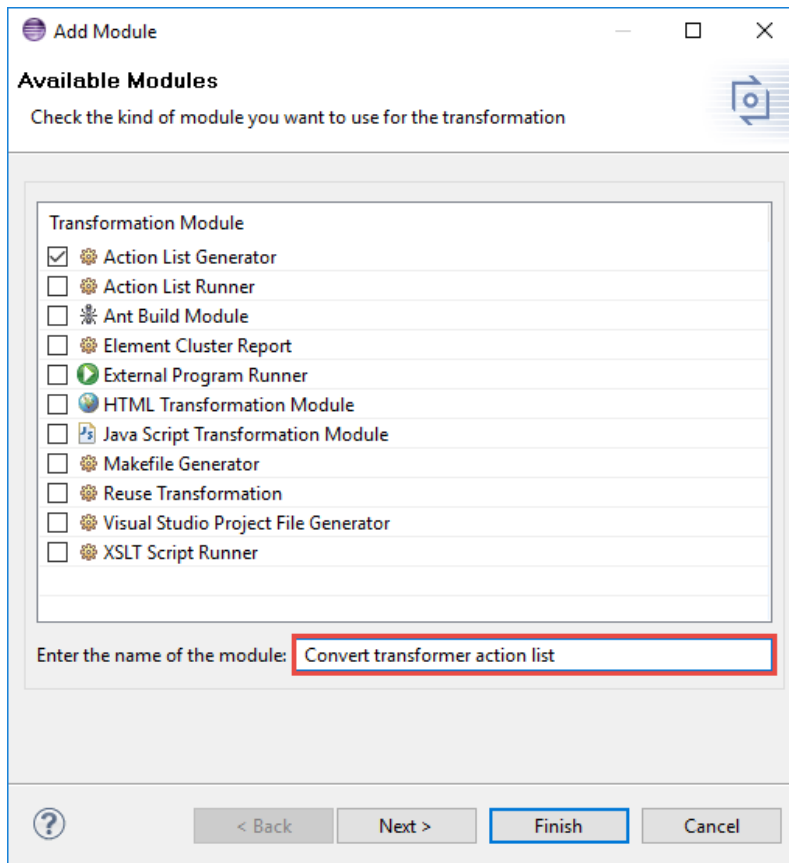 Add Module
Available Modules
Check the kind of module you want to use for the transformation
Transformation Module
Action List Generator
Action List Runner
Ant Build Module
Element Cluster Report
External Program Runner
HTML Transformation Module
Java Script Transformation Module
Makefile Generator
Reuse Transformation
Visual Studio Project File Generator
XSLT Script Runner
Enter the name of the module: Convert transformer action list
? < Back Next > Finish Cancel